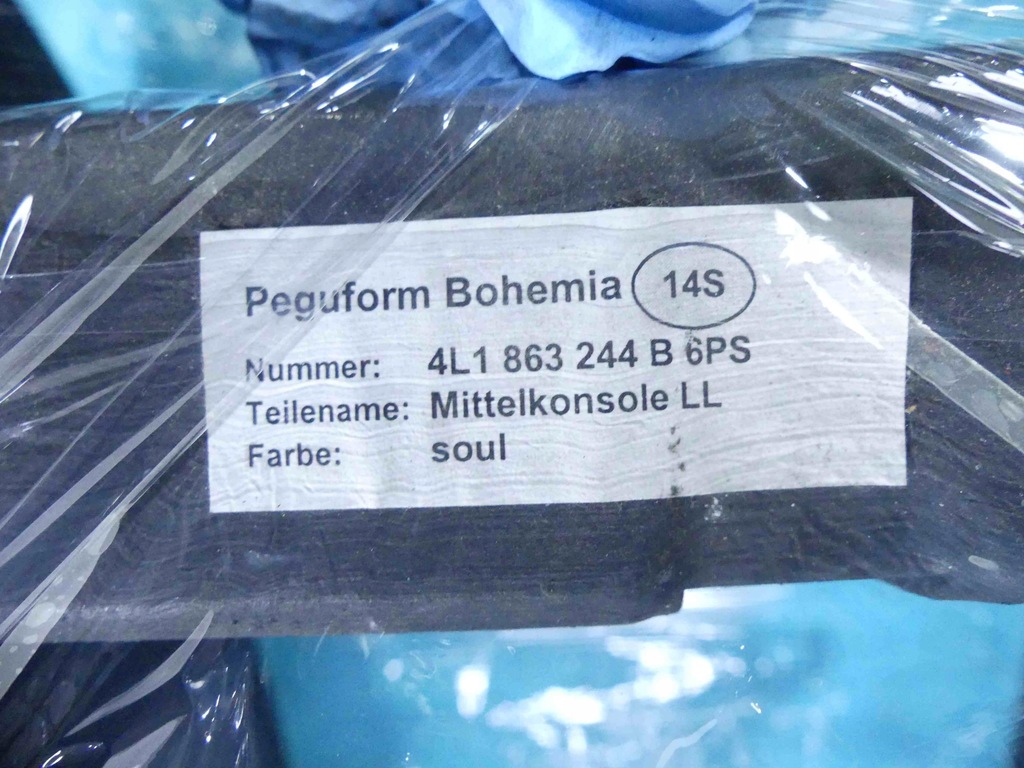 Peguform Bohemia 14S
Nummer: 4L1 863 244 B 6PS
Teilename: Mittelkonsole LL
Farbe: soul